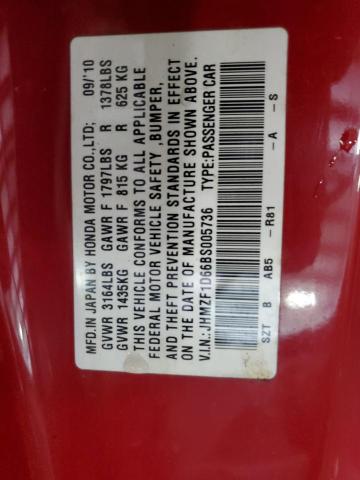 MFD.IN JAPAN BY HONDA MOTOR CO.,LTD; 09/'10
GVWR 3164LBS GAWR F 1797LBS R 1378LBS
GVWR 1435KG GAWR F 815 KG R 625 KG
THIS VEHICLE CONFORMS TO ALL APPLICABLE
FEDERAL MOTOR VEHICLE SAFETY ,BUMPER,
AND THEFT PREVENTION STANDARDS IN EFFECT
ON THE DATE OF MANUFACTURE SHOWN ABOVE.
V.I.N.: JHMZF1D66BS005736 TYPE:PASSENGER CAR
SZT B AB5 -R81 -A -S